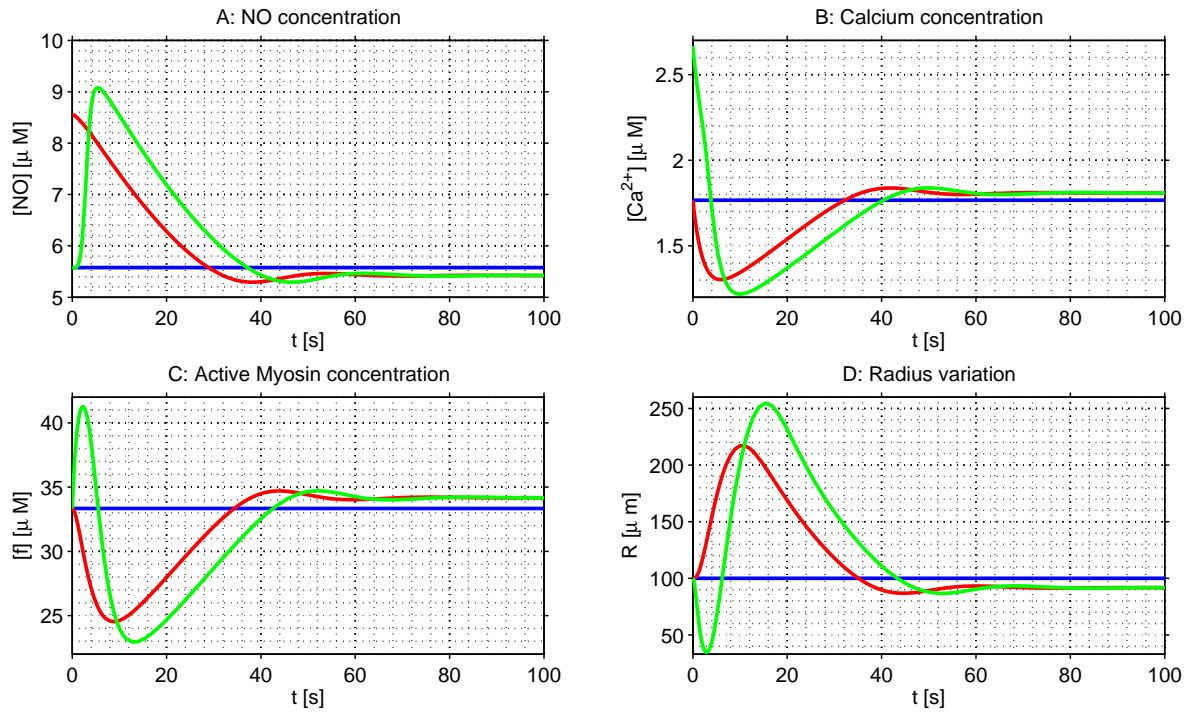 A: NO concentration
10
9
8
7
6
5
[NO] [μ M]
0 20 40 60 80 100
t [s]
B: Calcium concentration
2.5
2
1.5
[Ca2+] [μ M]
0 20 40 60 80 100
t [s]
C: Active Myosin concentration
40
35
30
25
[f] [μ M]
0 20 40 60 80 100
t [s]
D: Radius variation
250
200
150
100
50
R [μ m]
0 20 40 60 80 100
t [s]